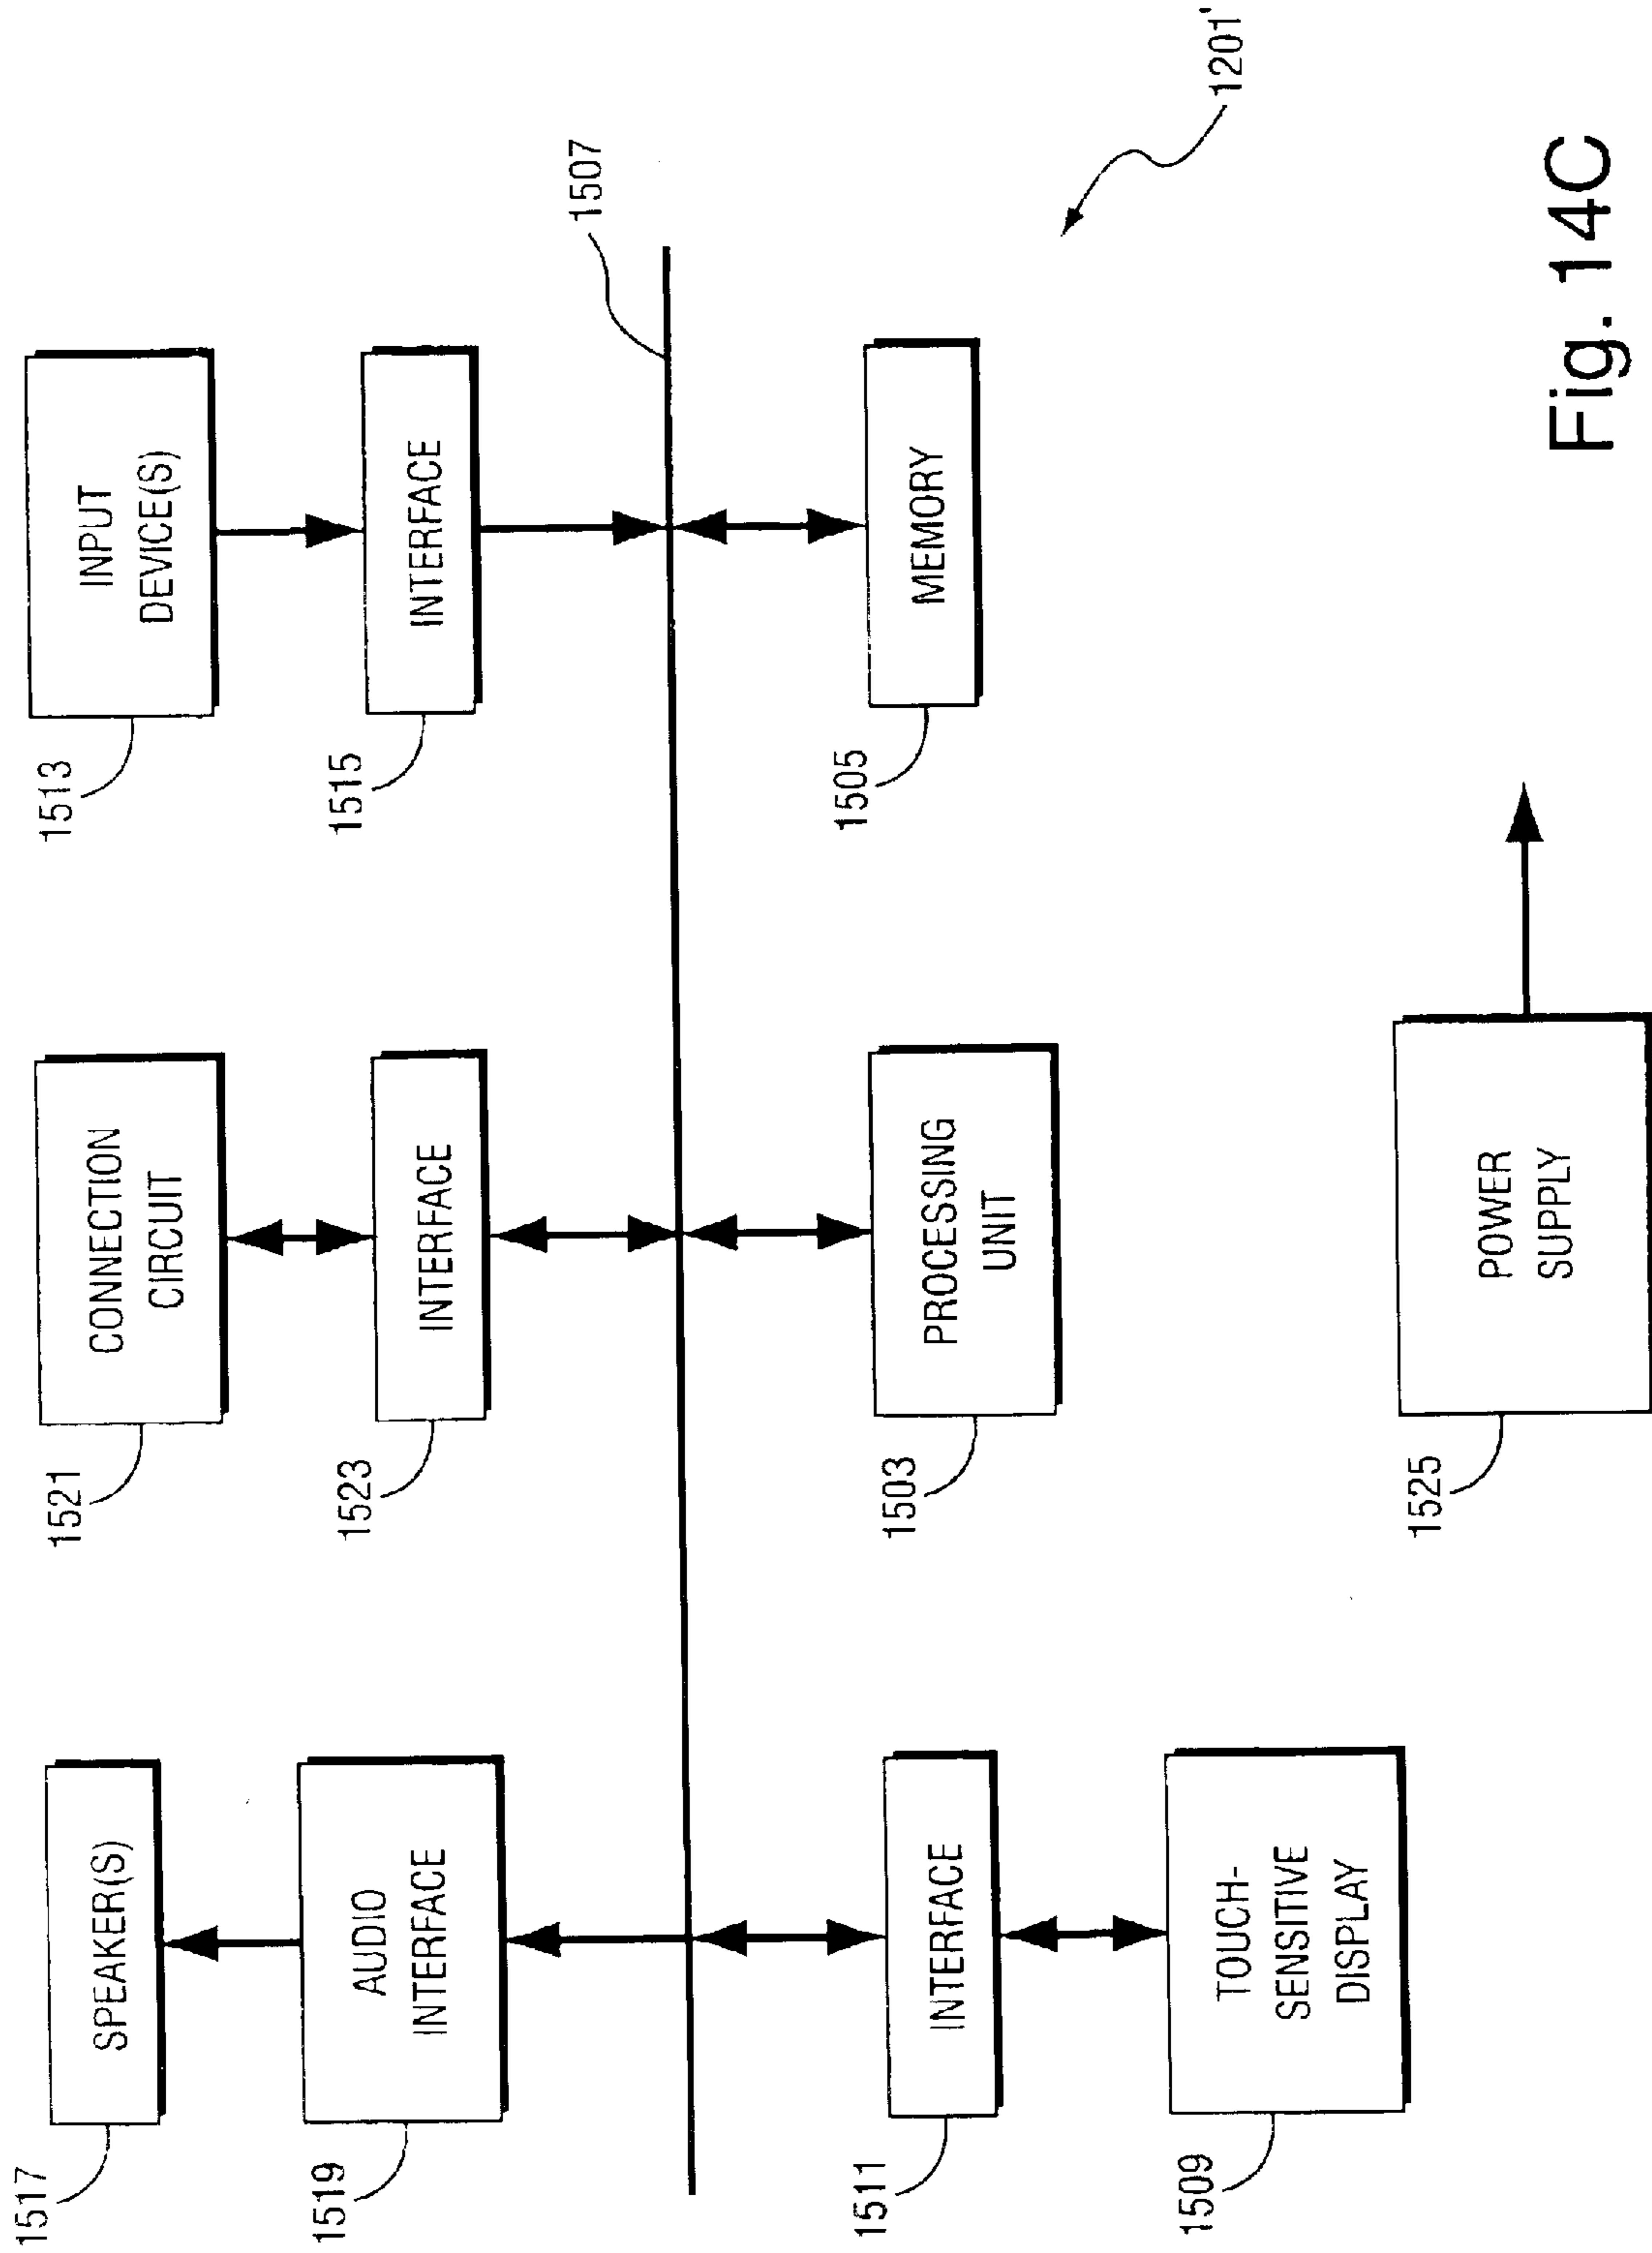 1517
SPEAKER(S)
1519
AUDIO
INTERFACE
1521
CONNECTION
CIRCUIT
1523
INTERFACE
1513
INPUT
DEVICE(S)
1515
INTERFACE
1507
1511
INTERFACE
1509
TOUCH-
SENSITIVE
DISPLAY
1503
PROCESSING
UNIT
1505
MEMORY
1201'
1525
POWER
SUPPLY
Fig. 14C